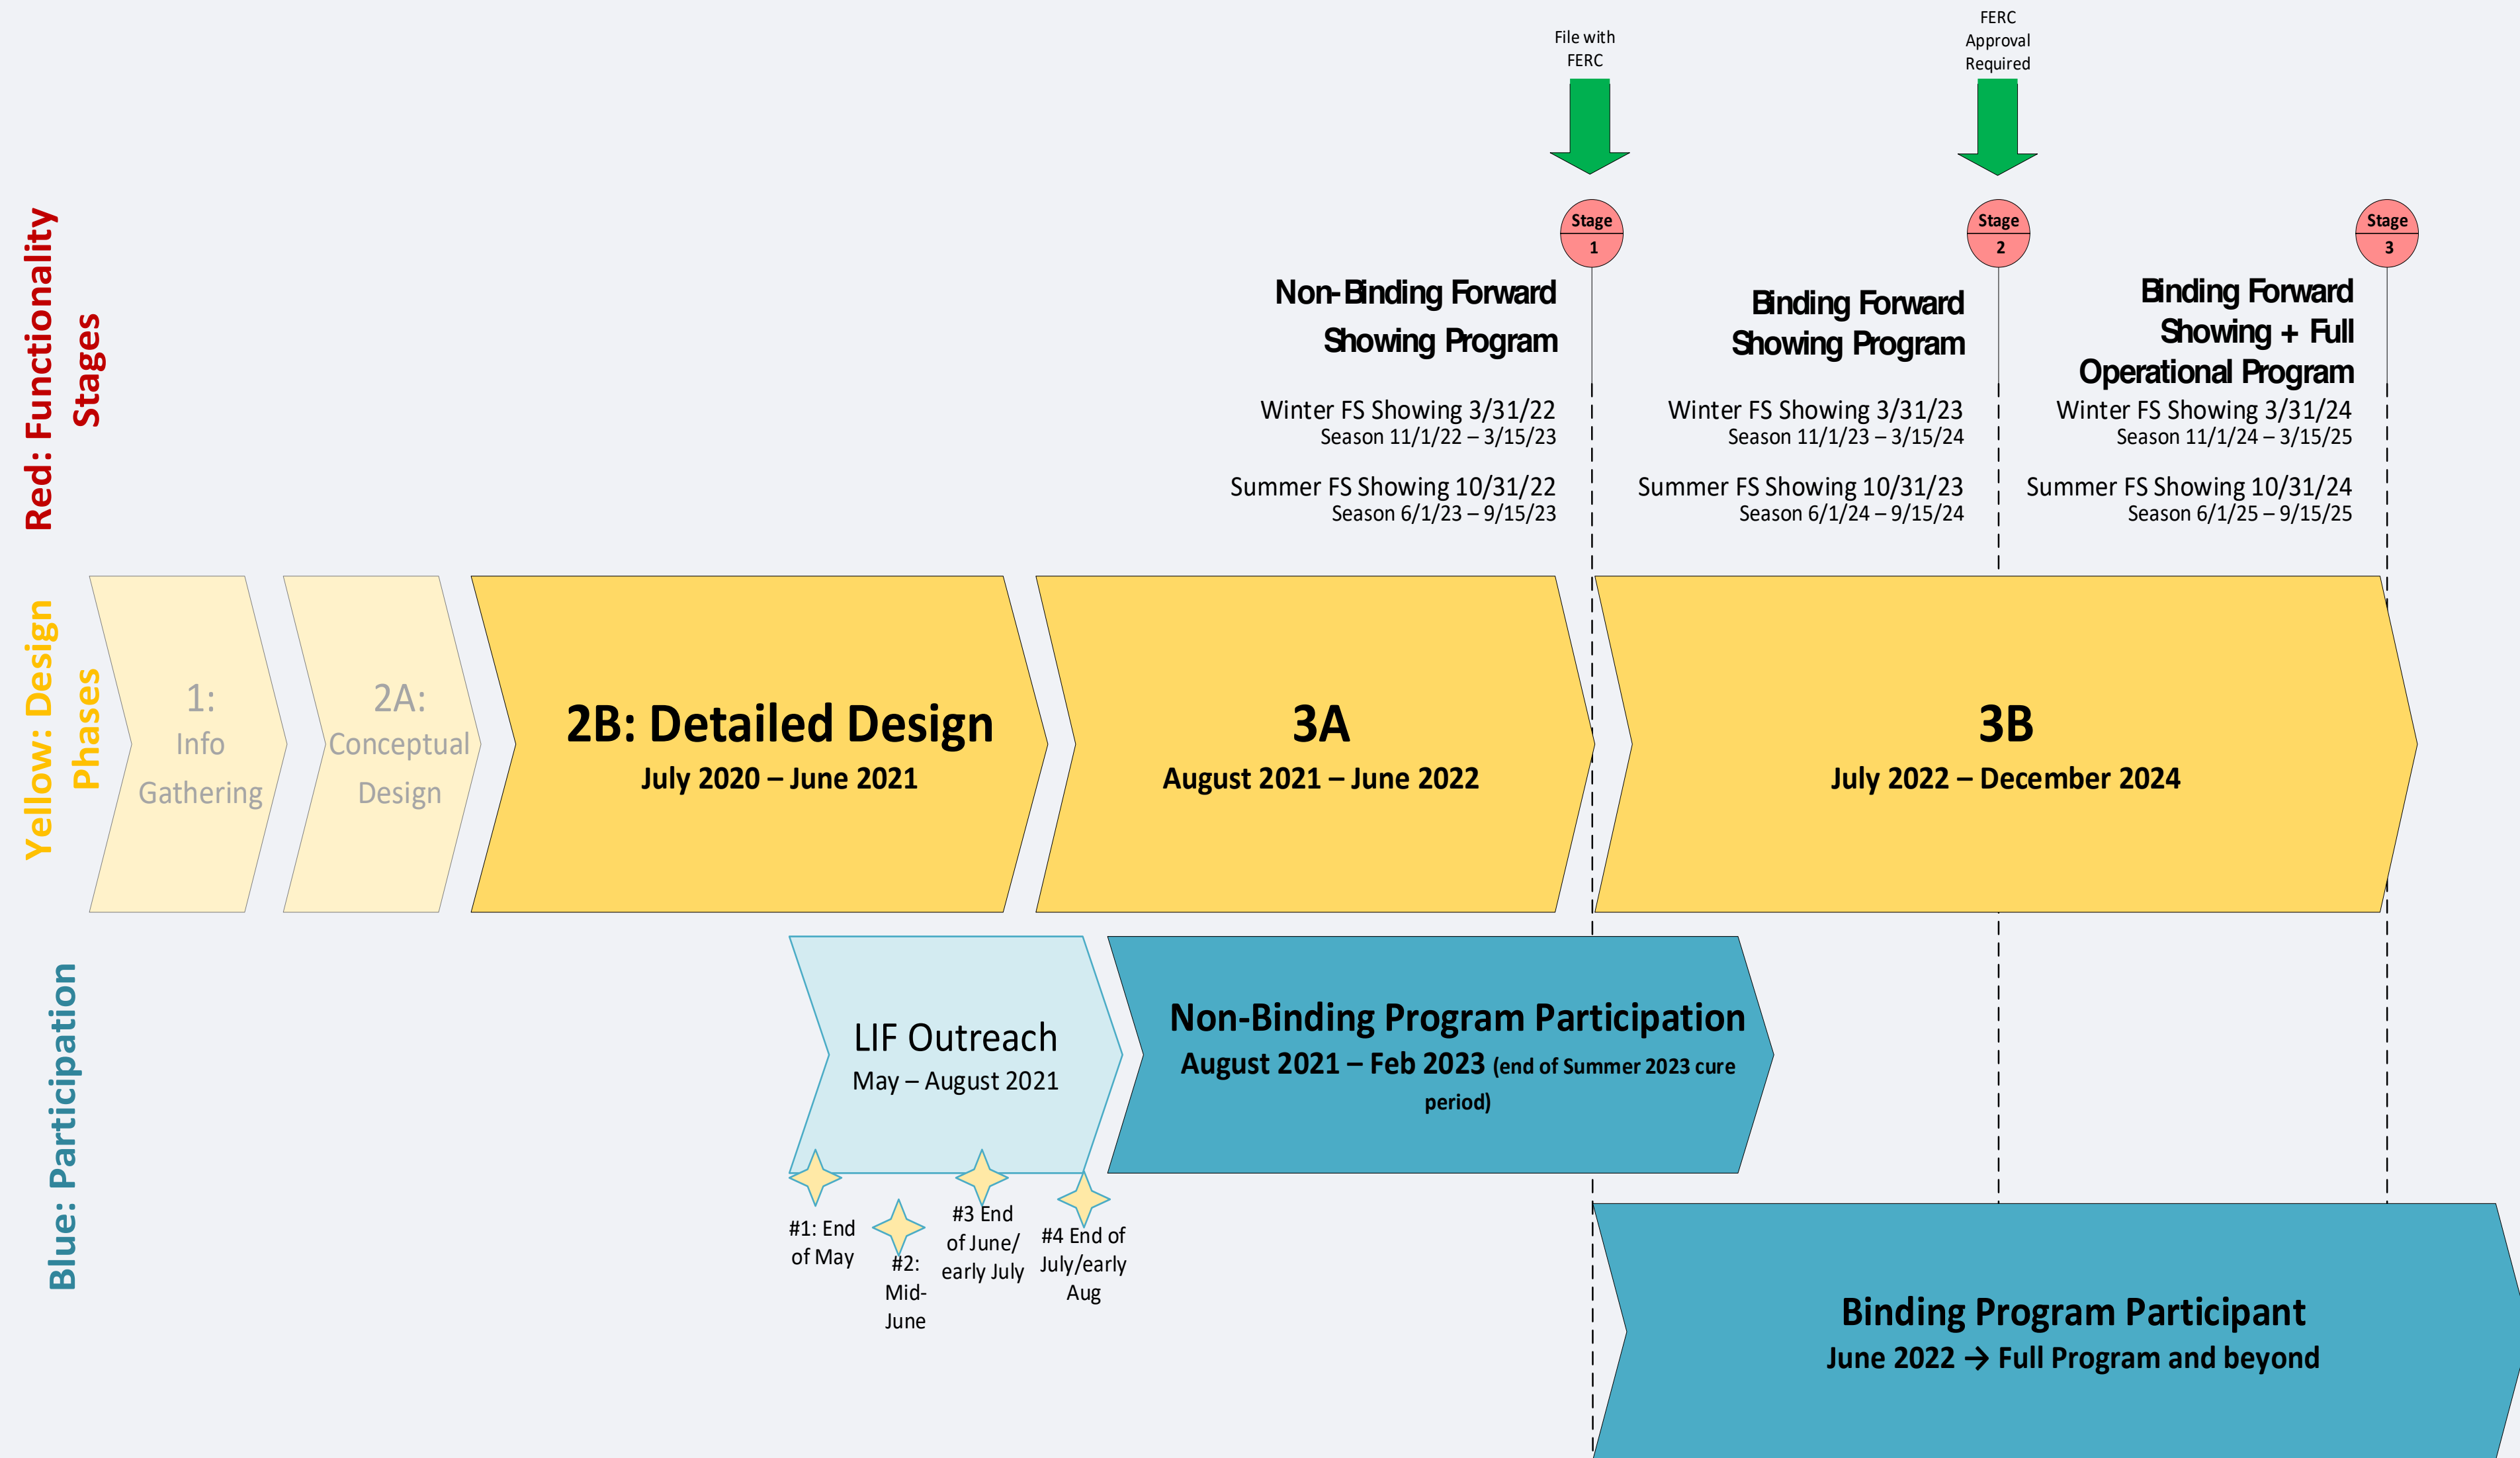 File with
FERC
FERC
Approval
Required
Red: Functionality
Stages
Stage
1
Stage
2
Stage
3
Non-Binding Forward
Showing Program
Winter FS Showing 3/31/22
Season 11/1/22 – 3/15/23
Summer FS Showing 10/31/22
Season 6/1/23 – 9/15/23
Binding Forward
Showing Program
Winter FS Showing 3/31/23
Season 11/1/23 – 3/15/24
Summer FS Showing 10/31/23
Season 6/1/24 – 9/15/24
Binding Forward
Showing + Full
Operational Program
Winter FS Showing 3/31/24
Season 11/1/24 – 3/15/25
Summer FS Showing 10/31/24
Season 6/1/25 – 9/15/25
Yellow: Design
Phases
1:
Info
Gathering
2A:
Conceptual
Design
2B: Detailed Design
July 2020 – June 2021
3A
August 2021 – June 2022
3B
July 2022 – December 2024
Blue: Participation
LIF Outreach
May – August 2021
Non-Binding Program Participation
August 2021 – Feb 2023 (end of Summer 2023 cure
period)
#1: End
of May
#2:
Mid-
June
#3 End
of June/
early July
#4 End of
July/early
Aug
Binding Program Participant
June 2022 → Full Program and beyond